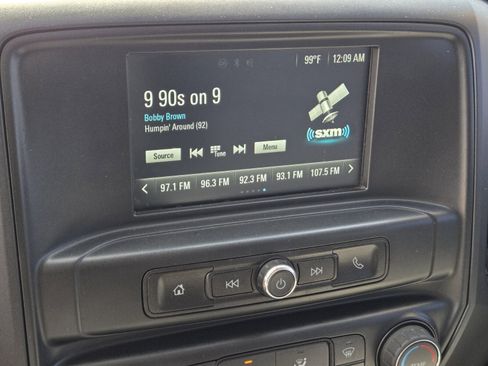 99°F 12:09 AM
9 90s on 9
Bobby Brown
Humpin' Around (92)
sxm
Source Tune Menu
97.1 FM 96.3 FM 92.3 FM 93.1 FM 107.5 FM